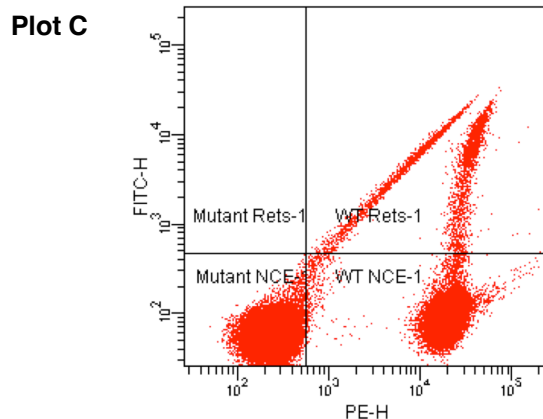 Plot C
10^5
10^4
10^3
10^2
FITC-H
Mutant Rets-1 WT Rets-1
Mutant NCE-1 WT NCE-1
10^2 10^3 10^4 10^5
PE-H